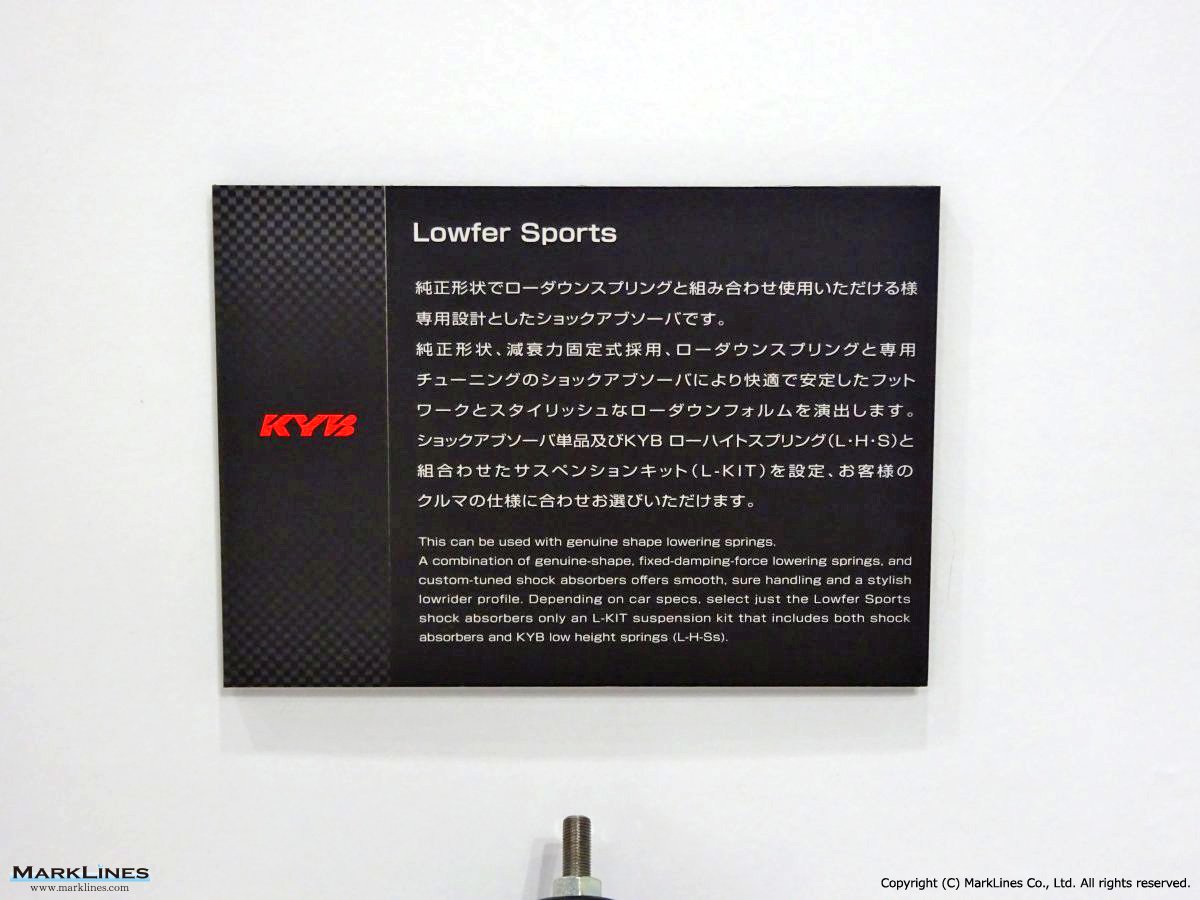 Lowfer Sports
純正形状でローダウンスプリングと組み合わせ使用いただける様
専用設計としたショックアブソーバです。
純正形状、減衰力固定式採用、ローダウンスプリングと専用
チューニングのショックアブソーバにより快適で安定したフット
ワークとスタイリッシュなローダウンフォルムを演出します。
ショックアブソーバ単品及びKYB ローハイトスプリング(L・H・S)と
組合わせたサスペンションキット(L-KIT)を設定、お客様の
クルマの仕様に合わせお選びいただけます。
KYB
This can be used with genuine shape lowering springs.
A combination of genuine-shape, fixed-damping-force lowering springs, and
custom-tuned shock absorbers offers smooth, sure handling and a stylish
lowrider profile. Depending on car specs, select just the Lowfer Sports
shock absorbers only an L-KIT suspension kit that includes both shock
absorbers and KYB low height springs (L-H-Ss).
MARKLINES
www.marklines.com
Copyright (C) MarkLines Co., Ltd. All rights reserved.